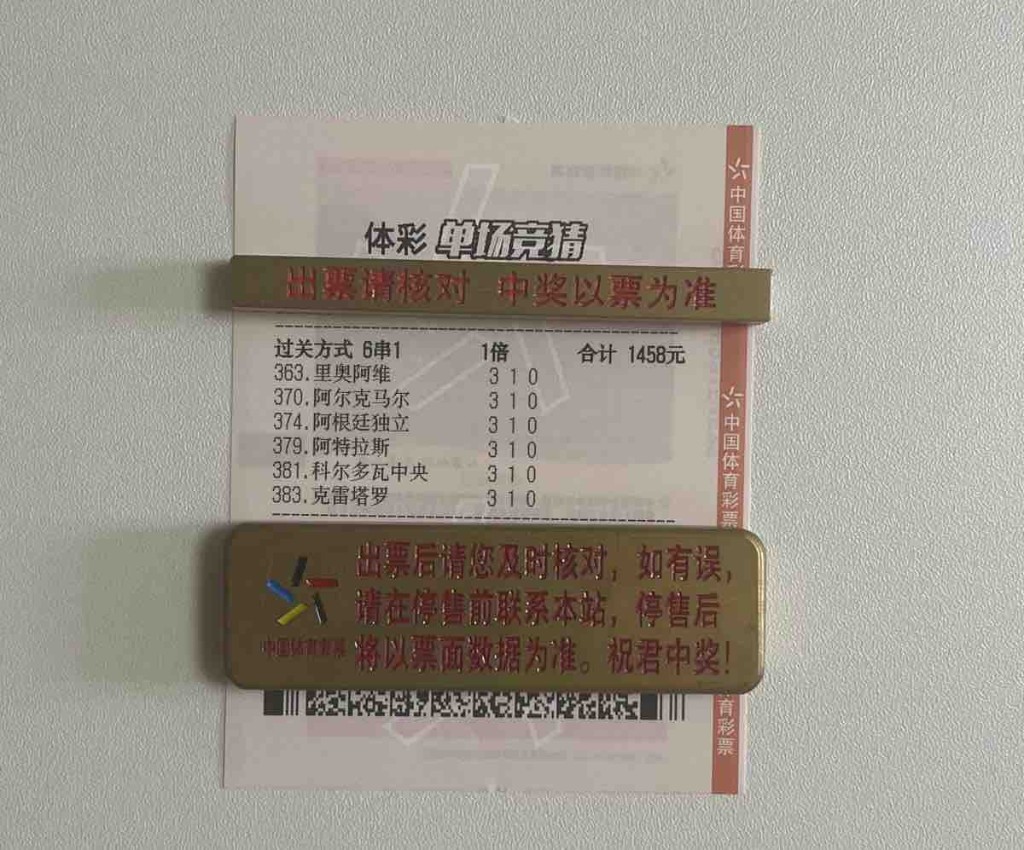 体彩 单场竞猜
出票请核对 中奖以票为准
过关方式 6串1 1倍 合计 1458元
363.里奥阿维 3 1 0
370.阿尔克马尔 3 1 0
374.阿根廷独立 3 1 0
379.阿特拉斯 3 1 0
381.科尔多瓦中央 3 1 0
383.克雷塔罗 3 1 0
出票后请您及时核对，如有误，
请在停售前联系本站，停售后
将以票面数据为准。祝君中奖!
中国体育彩票
中国体育彩
中国体育彩票
育彩票